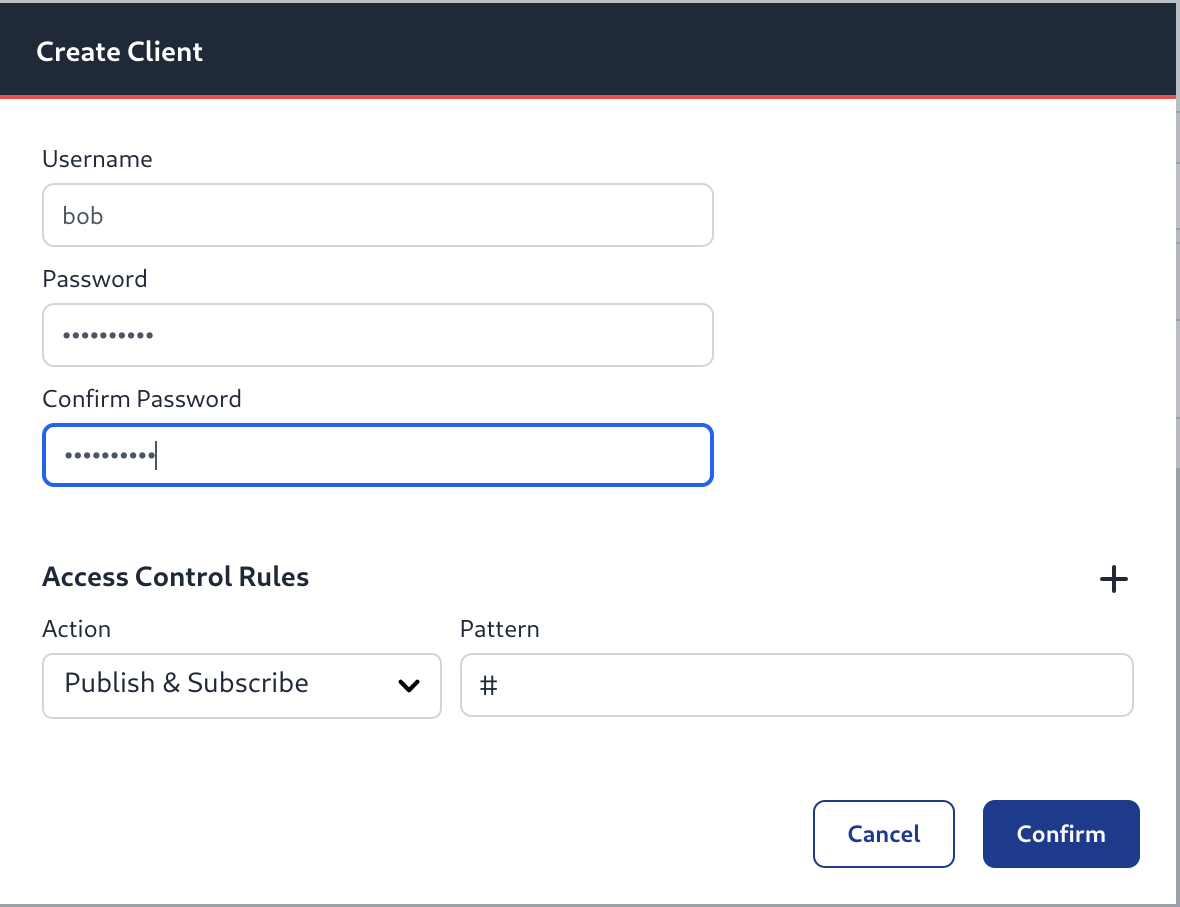 Create Client
Username
bob
Password
••••••••••
Confirm Password
••••••••••
Access Control Rules
Action Pattern
Publish & Subscribe #
Cancel Confirm